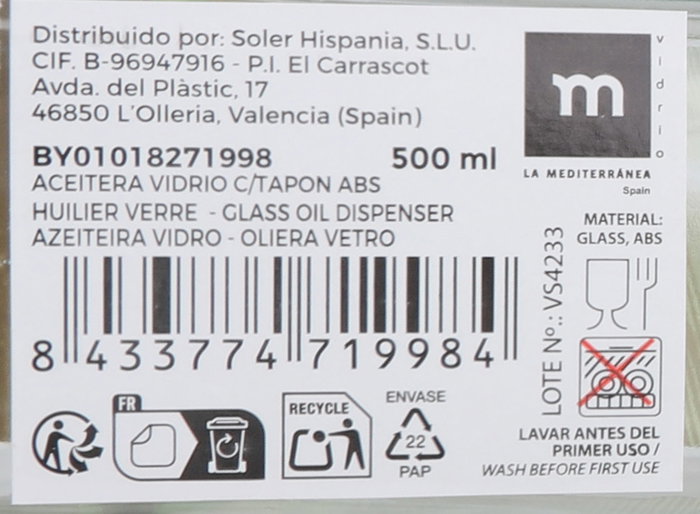 Distribuido por: Soler Hispania, S.L.U.
CIF. B-96947916 - P.I. El Carrascot
Avda. del Plàstic, 17
46850 L'Olleria, Valencia (Spain)
m
vidrio
LA MEDITERRÁNEA
Spain
BY01018271998 500 ml
ACEITERA VIDRIO C/TAPON ABS
HUILIER VERRE - GLASS OIL DISPENSER
AZEITEIRA VIDRO - OLIERA VETRO
8 433774 719984
LOTE Nº.: VS4233
MATERIAL:
GLASS, ABS
FR
RECYCLE
ENVASE
22
PAP
LAVAR ANTES DEL
PRIMER USO /
WASH BEFORE FIRST USE